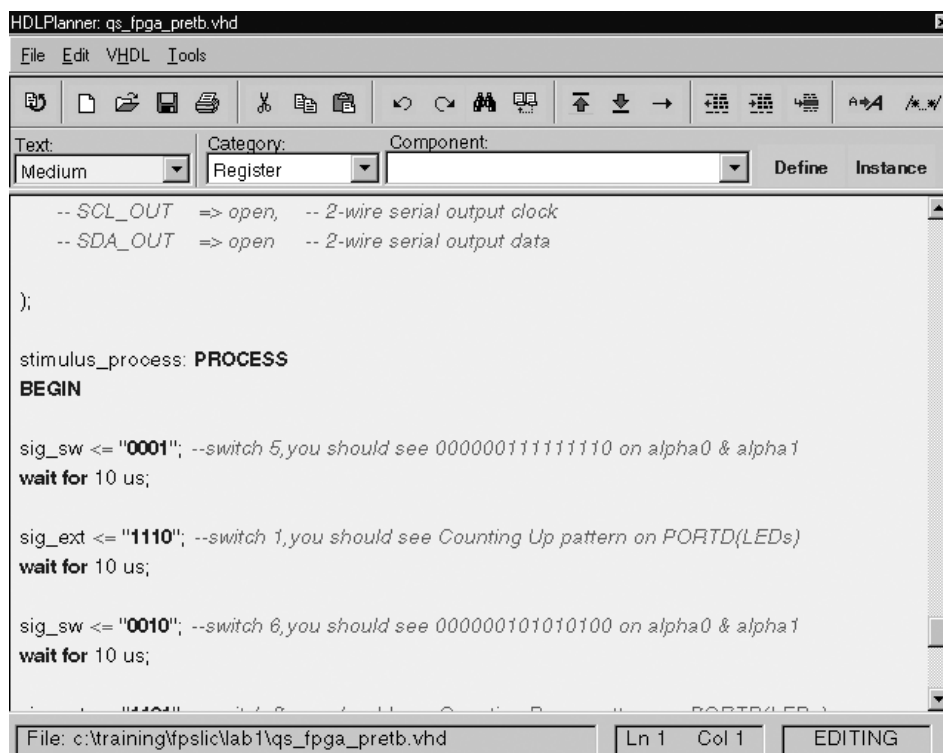 HDLPlanner: qs_fpga_pretb.vhd
File Edit VHDL Tools
Text: Category: Component:
Medium Register Define Instance
-- SCL_OUT => open, -- 2-wire serial output clock
-- SDA_OUT => open -- 2-wire serial output data
);
stimulus_process: PROCESS
BEGIN
sig_sw <= "0001"; --switch 5,you should see 000000111111110 on alpha0 & alpha1
wait for 10 us;
sig_ext <= "1110"; --switch 1,you should see Counting Up pattern on PORTD(LEDs)
wait for 10 us;
sig_sw <= "0010"; --switch 6,you should see 000000101010100 on alpha0 & alpha1
wait for 10 us;
File: c:\training\fpslic\lab1\qs_fpga_pretb.vhd Ln 1 Col 1 EDITING